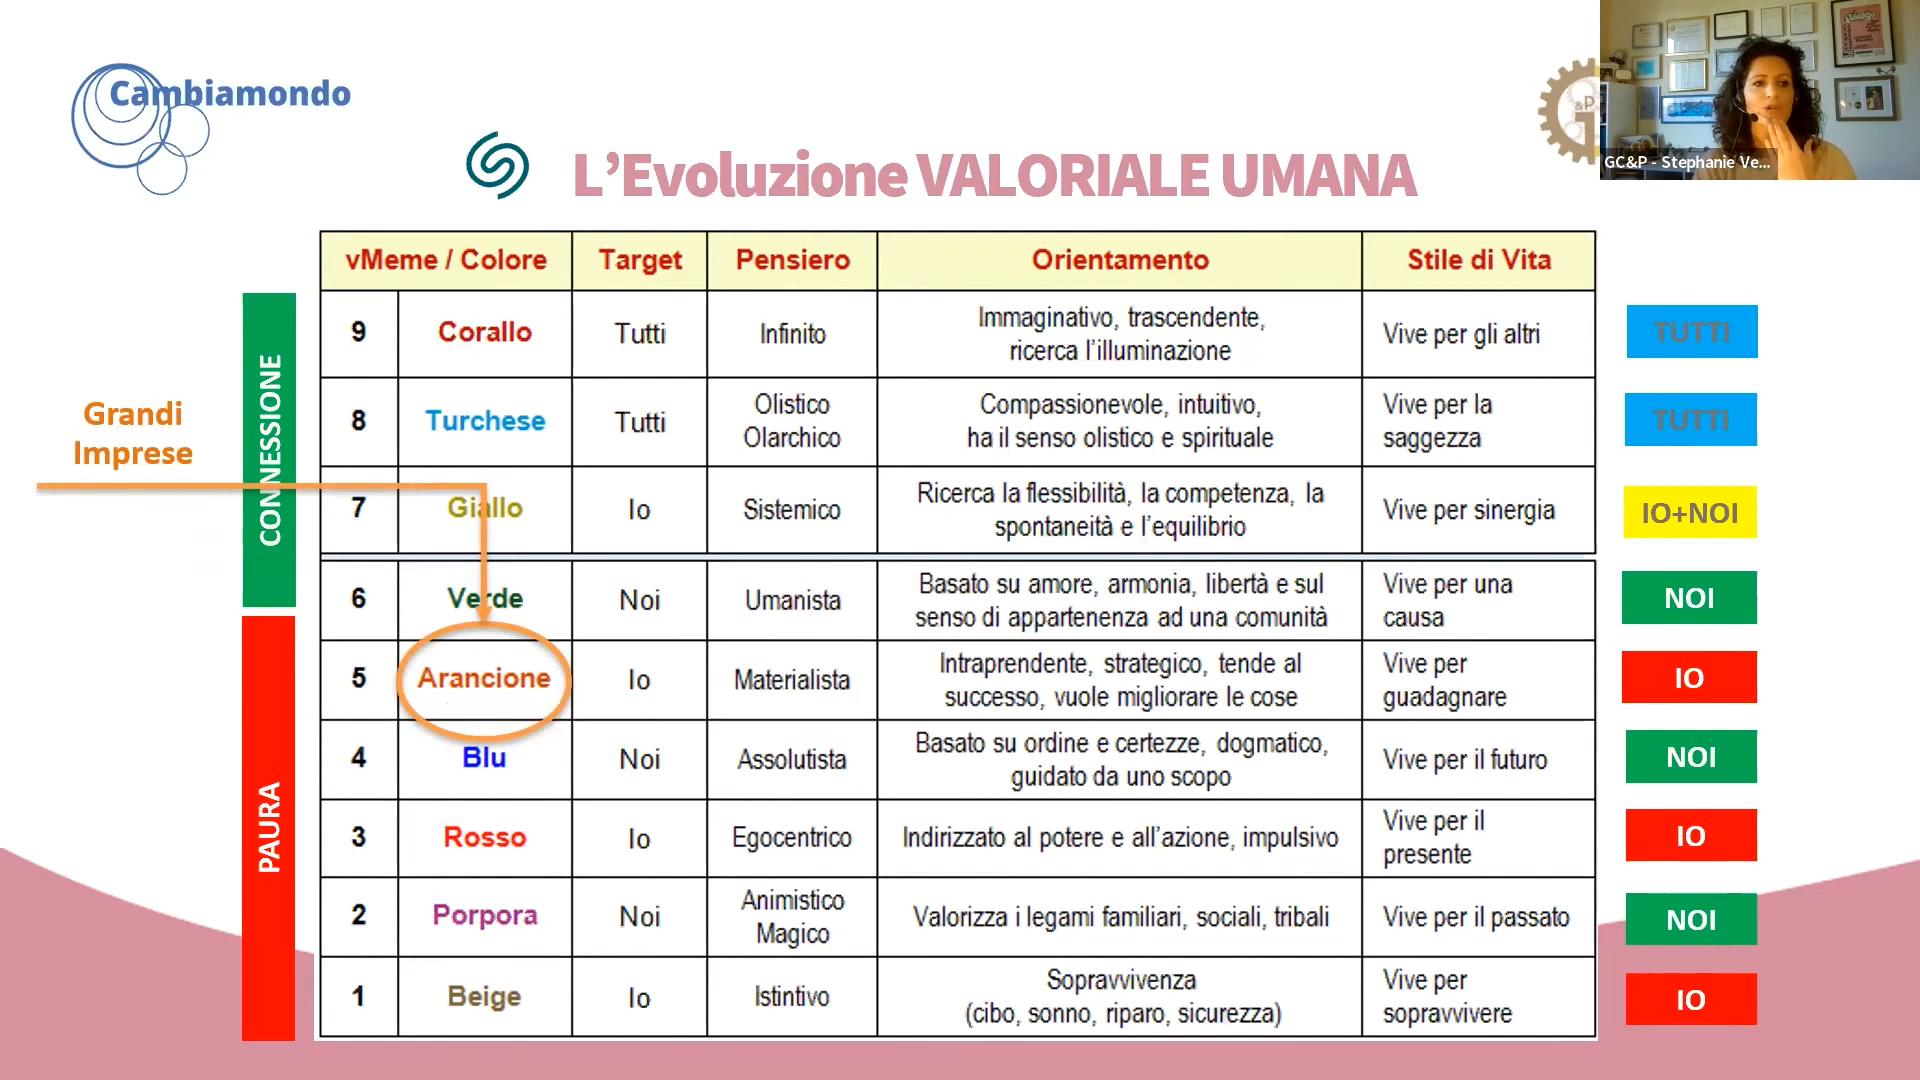 Cambiamondo
GC&P - Stephanie Ve...
L'Evoluzione VALORIALE UMANA
vMeme / Colore Target Pensiero Orientamento Stile di Vita
9 Corallo Tutti Infinito Immaginativo, trascendente,
ricerca l'illuminazione Vive per gli altri TUTTI
8 Turchese Tutti Olistico
Olarchico Compassionevole, intuitivo,
ha il senso olistico e spirituale Vive per la
saggezza TUTTI
7 Giallo Io Sistemico Ricerca la flessibilità, la competenza, la
spontaneità e l'equilibrio Vive per sinergia IO+NOI
6 Verde Noi Umanista Basato su amore, armonia, libertà e sul
senso di appartenenza ad una comunità Vive per una
causa NOI
5 Arancione Io Materialista Intraprendente, strategico, tende al
successo, vuole migliorare le cose Vive per
guadagnare IO
4 Blu Noi Assolutista Basato su ordine e certezze, dogmatico,
guidato da uno scopo Vive per il futuro NOI
3 Rosso Io Egocentrico Indirizzato al potere e all'azione, impulsivo Vive per il
presente IO
2 Porpora Noi Animistico
Magico Valorizza i legami familiari, sociali, tribali Vive per il passato NOI
1 Beige Io Istintivo Sopravvivenza
(cibo, sonno, riparo, sicurezza) Vive per
sopravvivere IO
CONNESSIONE
PAURA
Grandi
Imprese